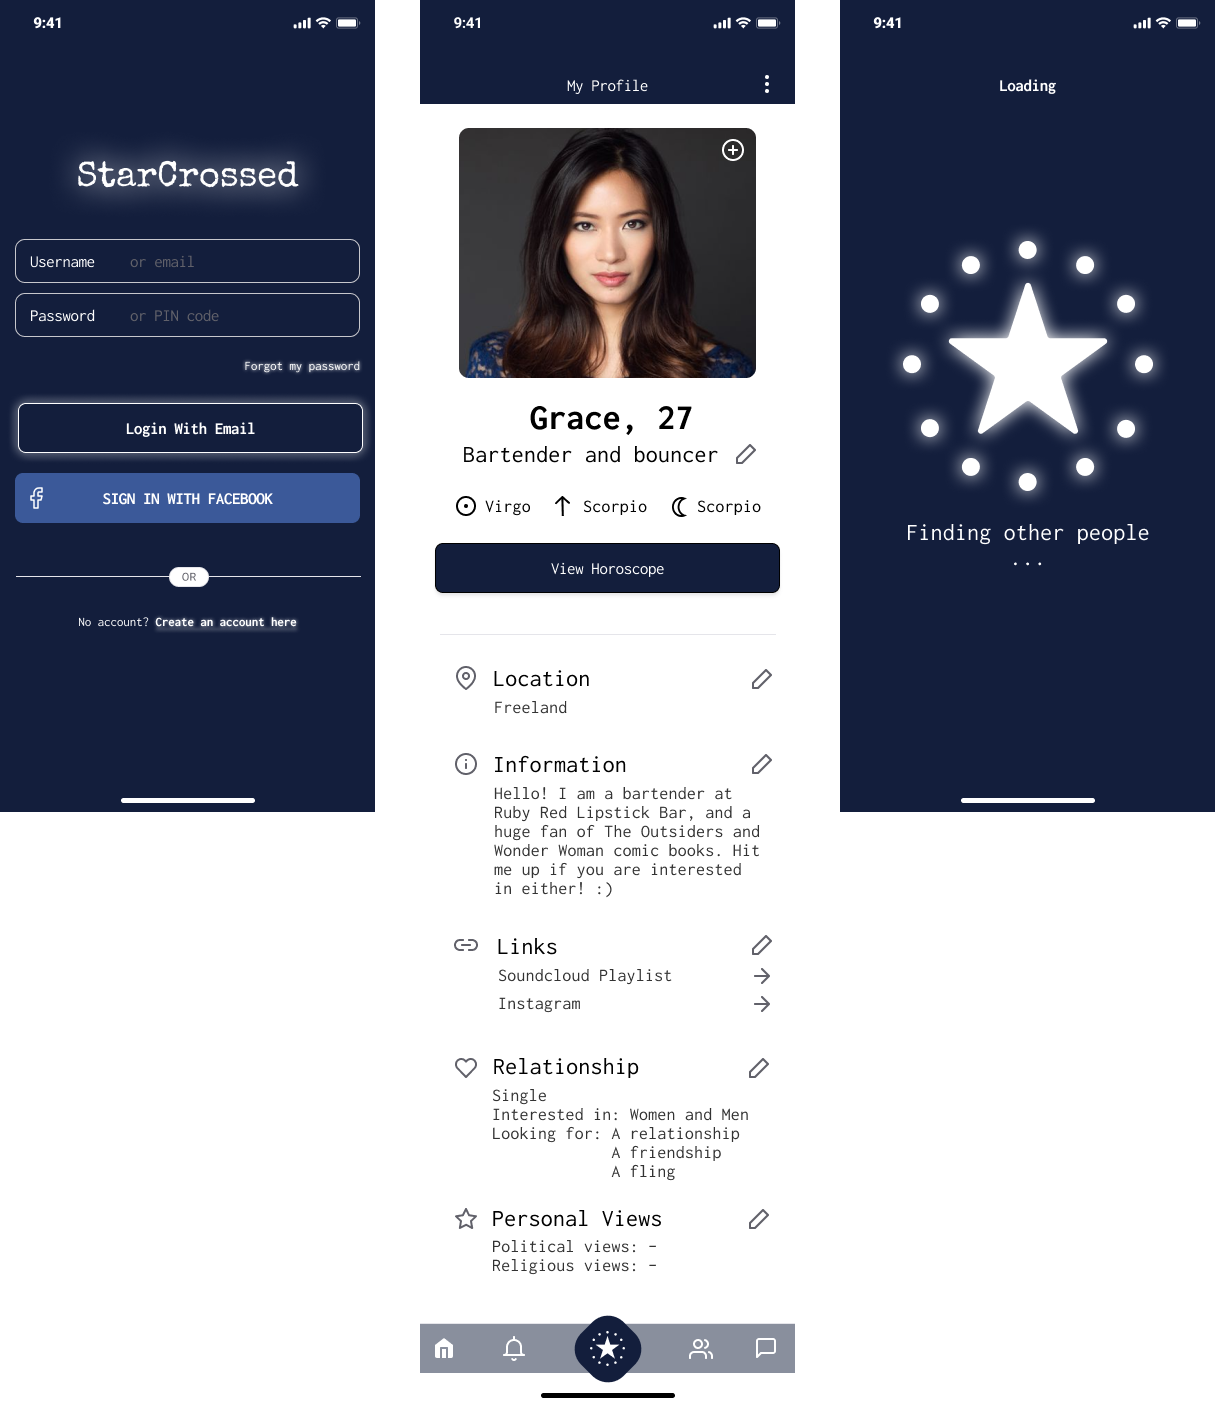 9:41
StarCrossed
Username or email
Password or PIN code
Forgot my password
Login With Email
SIGN IN WITH FACEBOOK
OR
No account? Create an account here
9:41
My Profile
Grace, 27
Bartender and bouncer
Virgo Scorpio Scorpio
View Horoscope
Location
Freeland
Information
Hello! I am a bartender at
Ruby Red Lipstick Bar, and a
huge fan of The Outsiders and
Wonder Woman comic books. Hit
me up if you are interested
in either! :)
Links
Soundcloud Playlist
Instagram
Relationship
Single
Interested in: Women and Men
Looking for: A relationship
A friendship
A fling
Personal Views
Political views: -
Religious views: -
9:41
Loading
Finding other people
...